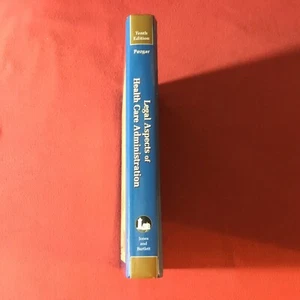 Tenth
Edition
Pozgar
Legal Aspects of
Health Care Administration
Jones
and
Bartlett